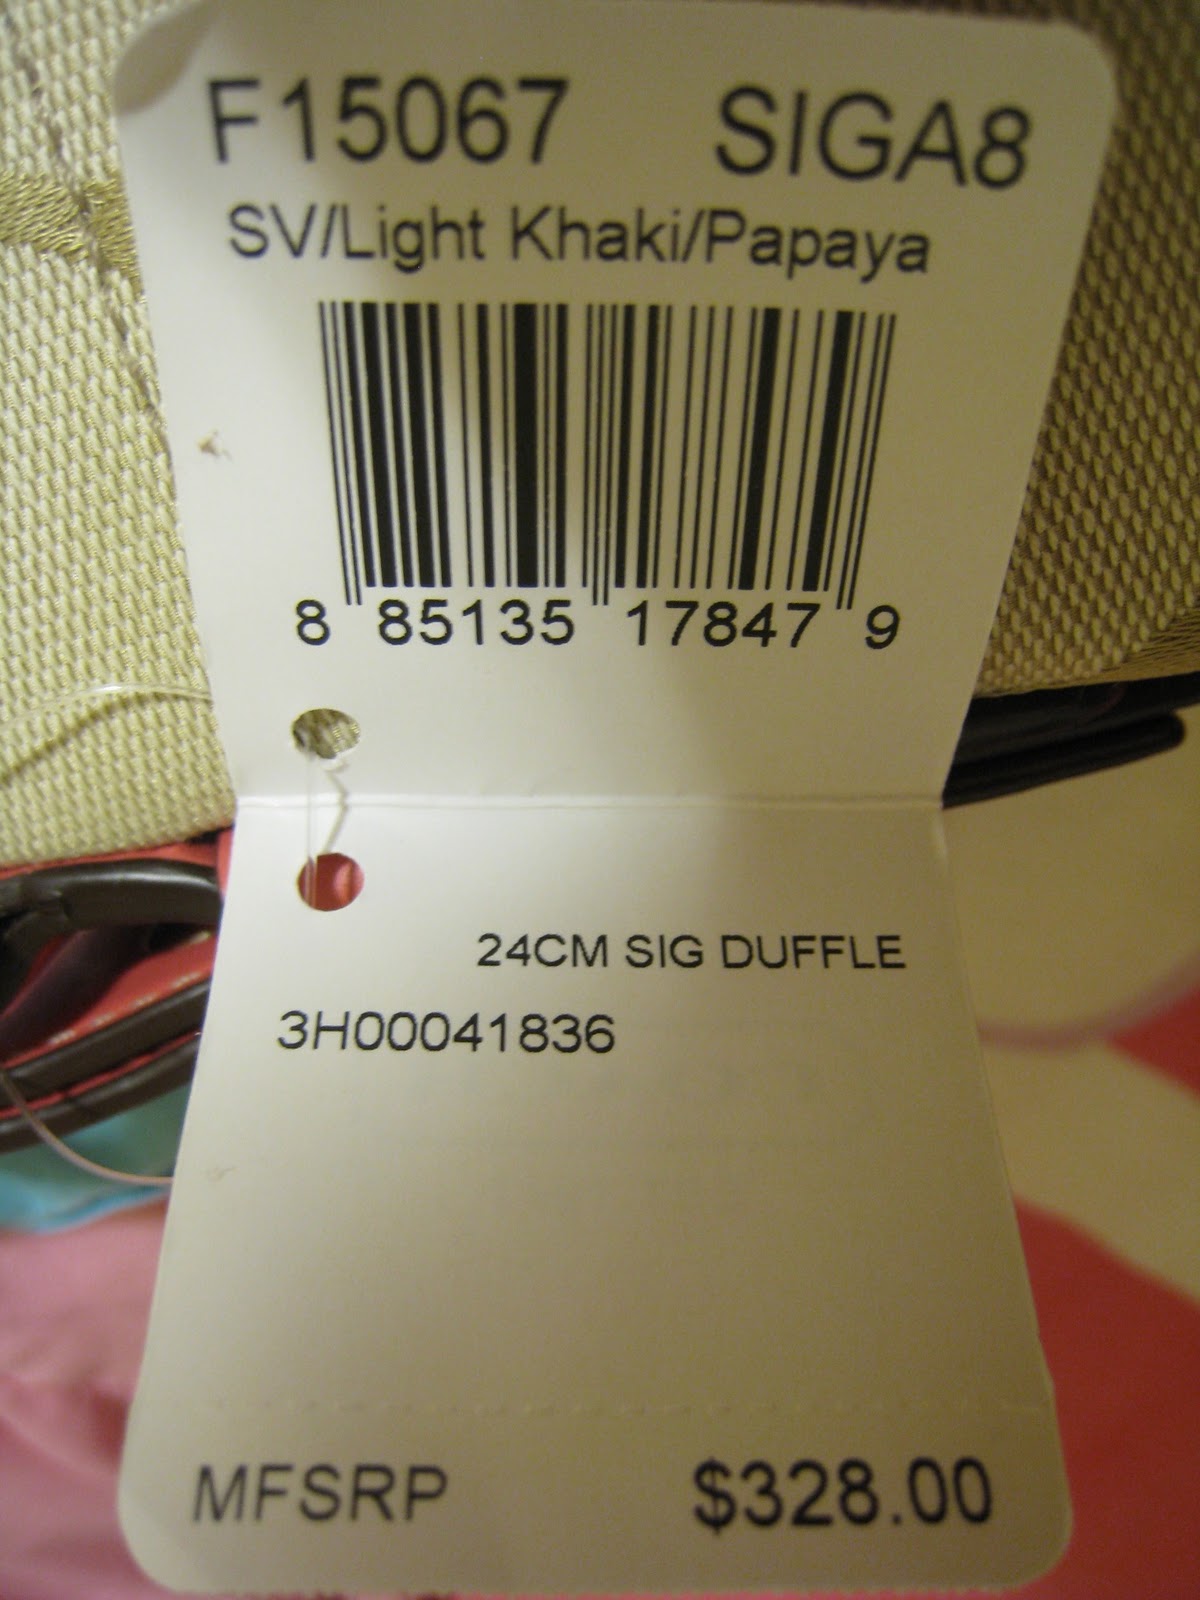 F15067 SIGA8
SV/Light Khaki/Papaya
8 85135 17847 9
24CM SIG DUFFLE
3H00041836
MFSRP $328.00